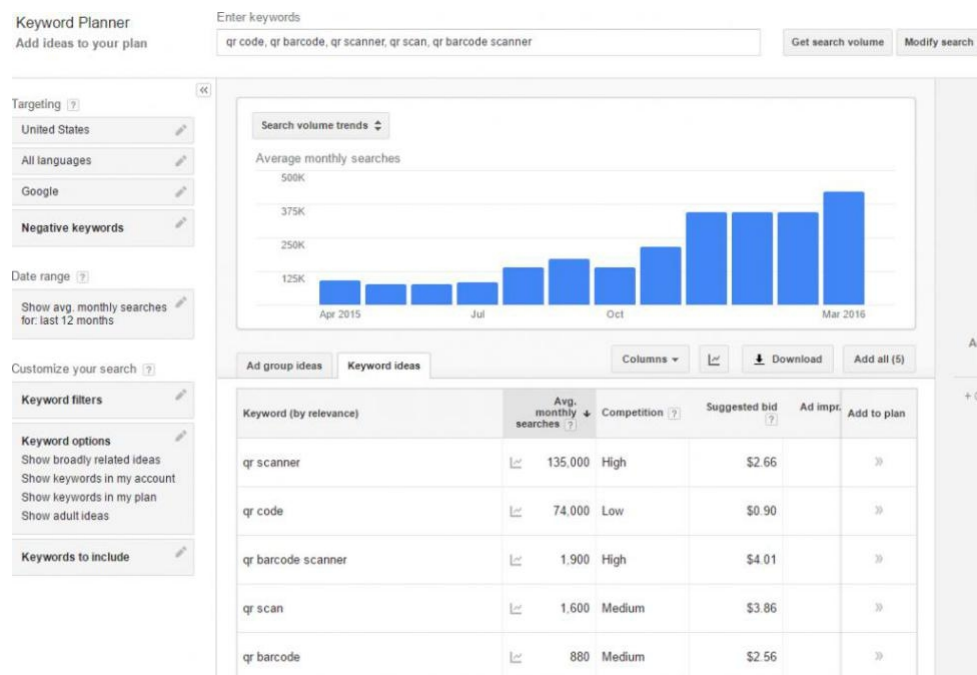 Keyword Planner
Add ideas to your plan
Enter keywords
qr code, qr barcode, qr scanner, qr scan, qr barcode scanner
Get search volume
Modify search
Targeting ?
United States
All languages
Google
Negative keywords
Date range ?
Show avg. monthly searches
for: last 12 months
Customize your search ?
Keyword filters
Keyword options
Show broadly related ideas
Show keywords in my account
Show keywords in my plan
Show adult ideas
Keywords to include
Search volume trends
Average monthly searches
500K
375K
250K
125K
Apr 2015 Jul Oct Mar 2016
Ad group ideas
Keyword ideas
Columns
Download
Add all (5)
Keyword (by relevance)
Avg.
monthly
searches ?
Competition ?
Suggested bid
?
Ad impr.
Add to plan
qr scanner 135,000 High $2.66
qr code 74,000 Low $0.90
qr barcode scanner 1,900 High $4.01
qr scan 1,600 Medium $3.86
qr barcode 880 Medium $2.56